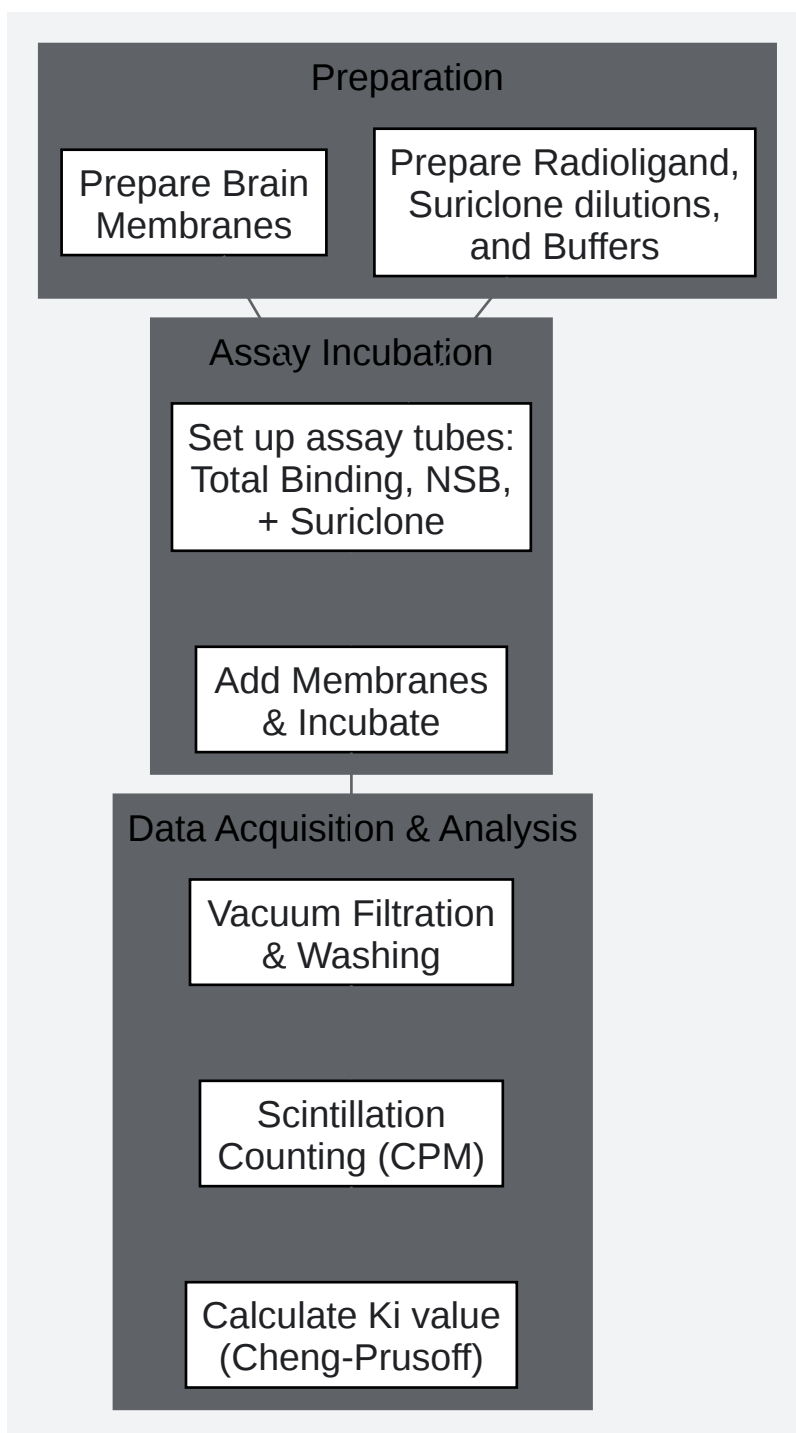 Preparation
Prepare Brain
Membranes
Prepare Radioligand,
Suriclone dilutions,
and Buffers
Assay Incubation
Set up assay tubes:
Total Binding, NSB,
+ Suriclone
Add Membranes
& Incubate
Data Acquisition & Analysis
Vacuum Filtration
& Washing
Scintillation
Counting (CPM)
Calculate Ki value
(Cheng-Prusoff)